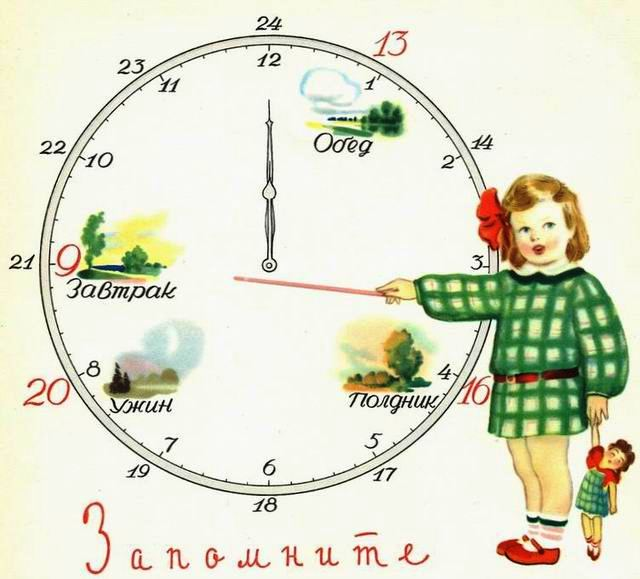 24
23 12 13
11 1
Обед
22 10 2 14
21 9 3
Завтрак
8 4
20 Ужин Полдник 16
7 5
19 6 17
18
Запомните